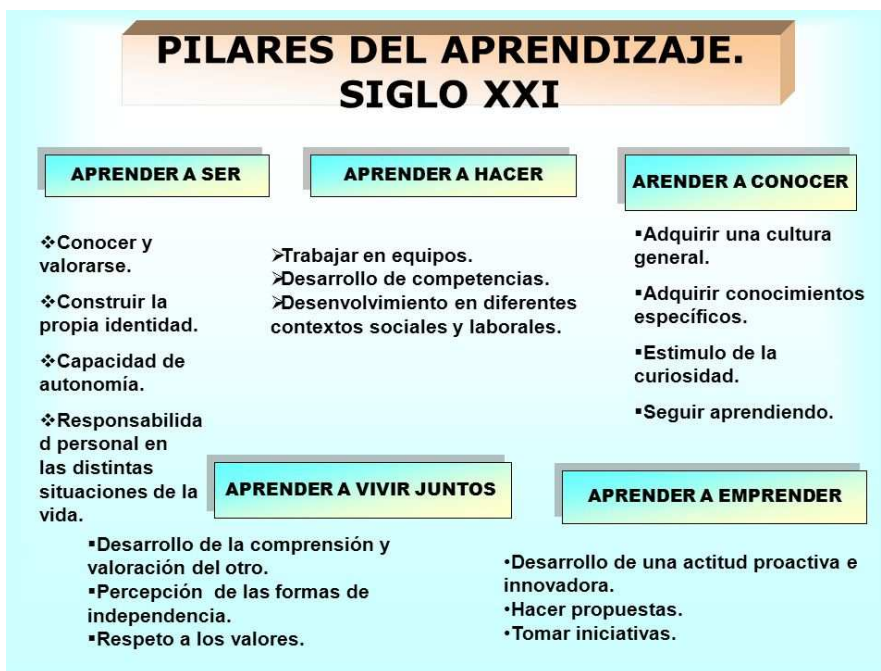 PILARES DEL APRENDIZAJE.
SIGLO XXI
APRENDER A SER
❖Conocer y
valorarse.
❖Construir la
propia identidad.
❖Capacidad de
autonomía.
❖Responsabilida
d personal en
las distintas
situaciones de la
vida.
APRENDER A HACER
➢Trabajar en equipos.
➢Desarrollo de competencias.
➢Desenvolvimiento en diferentes
contextos sociales y laborales.
ARENDER A CONOCER
▪Adquirir una cultura
general.
▪Adquirir conocimientos
específicos.
▪Estimulo de la
curiosidad.
▪Seguir aprendiendo.
APRENDER A VIVIR JUNTOS
▪Desarrollo de la comprensión y
valoración del otro.
▪Percepción de las formas de
independencia.
▪Respeto a los valores.
APRENDER A EMPRENDER
•Desarrollo de una actitud proactiva e
innovadora.
•Hacer propuestas.
•Tomar iniciativas.